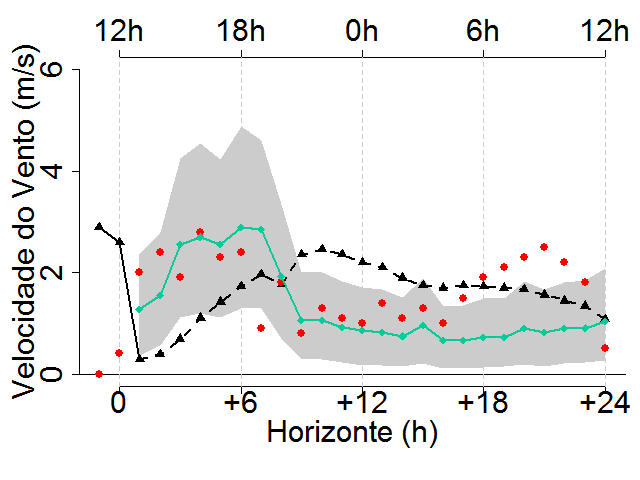 12h 18h 0h 6h 12h
Velocidade do Vento (m/s)
6
4
2
0
0 +6 +12 +18 +24
Horizonte (h)